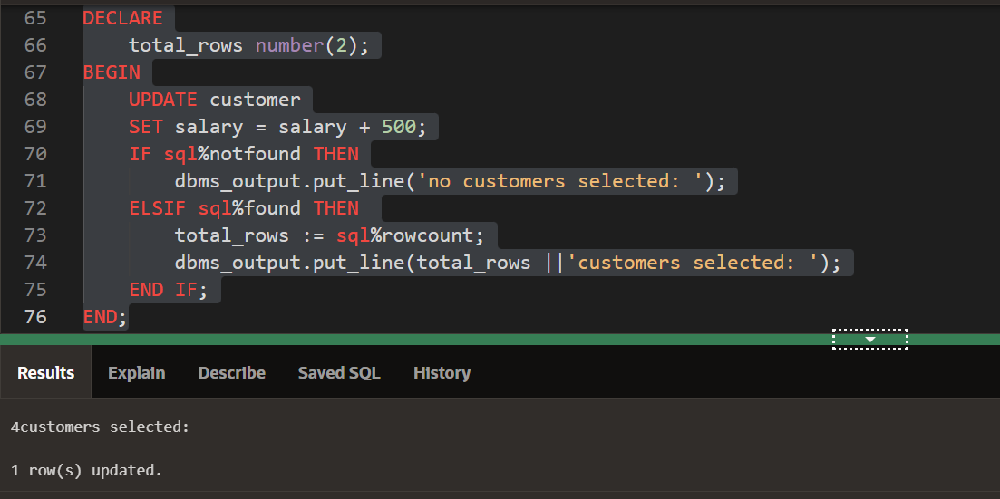 65 DECLARE
66     total_rows number(2);
67 BEGIN
68     UPDATE customer
69     SET salary = salary + 500;
70     IF sql%notfound THEN
71         dbms_output.put_line('no customers selected: ');
72     ELSIF sql%found THEN
73         total_rows := sql%rowcount;
74         dbms_output.put_line(total_rows ||'customers selected: ');
75     END IF;
76 END;
Results Explain Describe Saved SQL History
4customers selected:
1 row(s) updated.